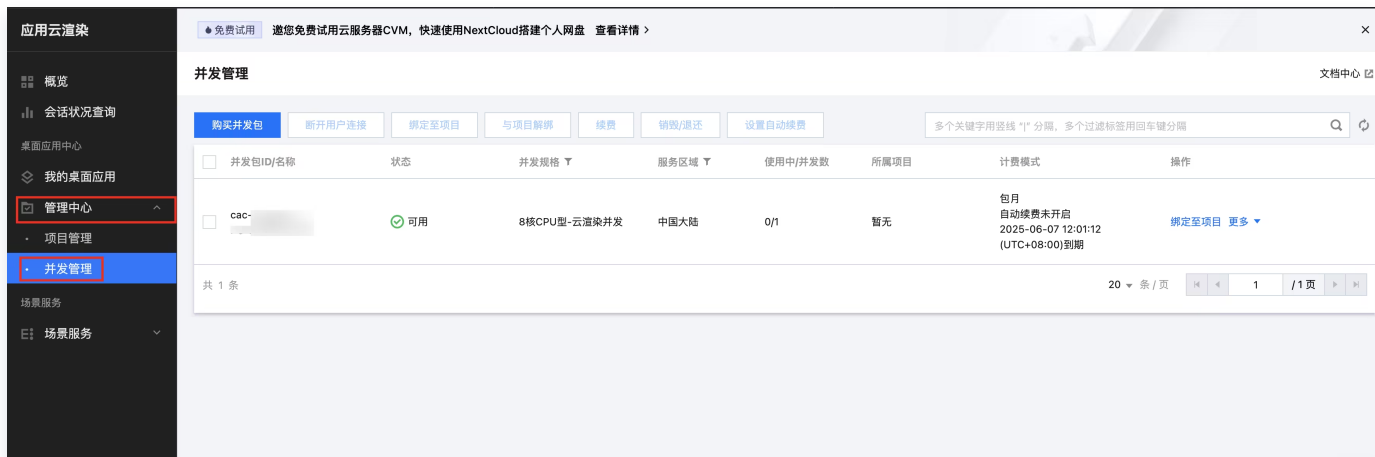 应用云渲染
免费试用 邀您免费试用云服务器CVM，快速使用NextCloud搭建个人网盘 查看详情 >
概览
会话状况查询
桌面应用中心
我的桌面应用
管理中心
项目管理
并发管理
场景服务
场景服务
并发管理
文档中心
购买并发包 断开用户连接 绑定至项目 与项目解绑 续费 销毁/退还 设置自动续费
多个关键字用竖线 "|" 分隔，多个过滤标签用回车键分隔
并发包ID/名称 状态 并发规格 服务区域 使用中/并发数 所属项目 计费模式 操作
cac-
可用
8核CPU型-云渲染并发
中国大陆
0/1
暂无
包月
自动续费未开启
2025-06-07 12:01:12
(UTC+08:00)到期
绑定至项目 更多
共 1 条
20 条 / 页
1 / 1 页